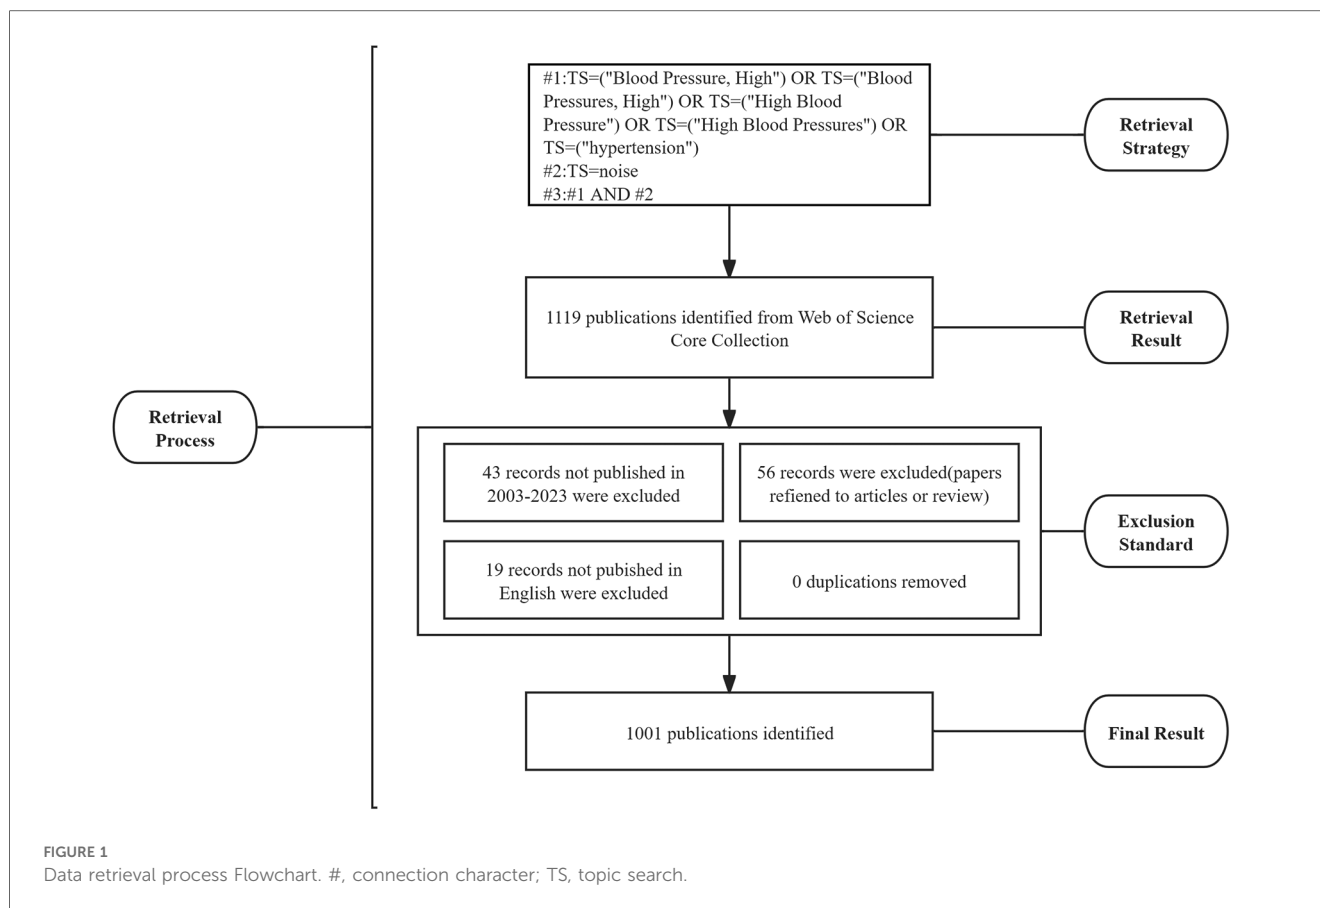 #1:TS=("Blood Pressure, High") OR TS=("Blood
Pressures, High") OR TS=("High Blood
Pressure") OR TS=("High Blood Pressures") OR
TS=("hypertension")
#2:TS=noise
#3:#1 AND #2
Retrieval
Strategy
1119 publications identified from Web of Science
Core Collection
Retrieval
Result
Retrieval
Process
43 records not published in
2003-2023 were excluded
56 records were excluded(papers
refiened to articles or review)
19 records not pubished in
English were excluded
0 duplications removed
Exclusion
Standard
1001 publications identified
Final Result
FIGURE 1
Data retrieval process Flowchart. #, connection character; TS, topic search.